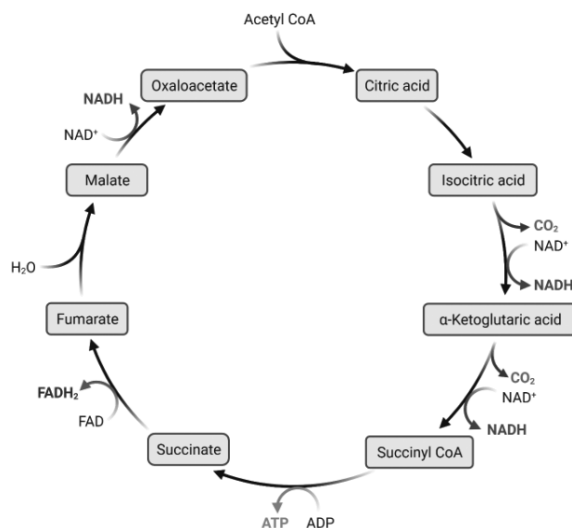 Acetyl CoA
Oxaloacetate
Citric acid
NADH
NAD⁺
Malate
Isocitric acid
CO₂
NAD⁺
NADH
H₂O
Fumarate
α-Ketoglutaric acid
CO₂
NAD⁺
NADH
FADH₂
FAD
Succinate
Succinyl CoA
ATP
ADP